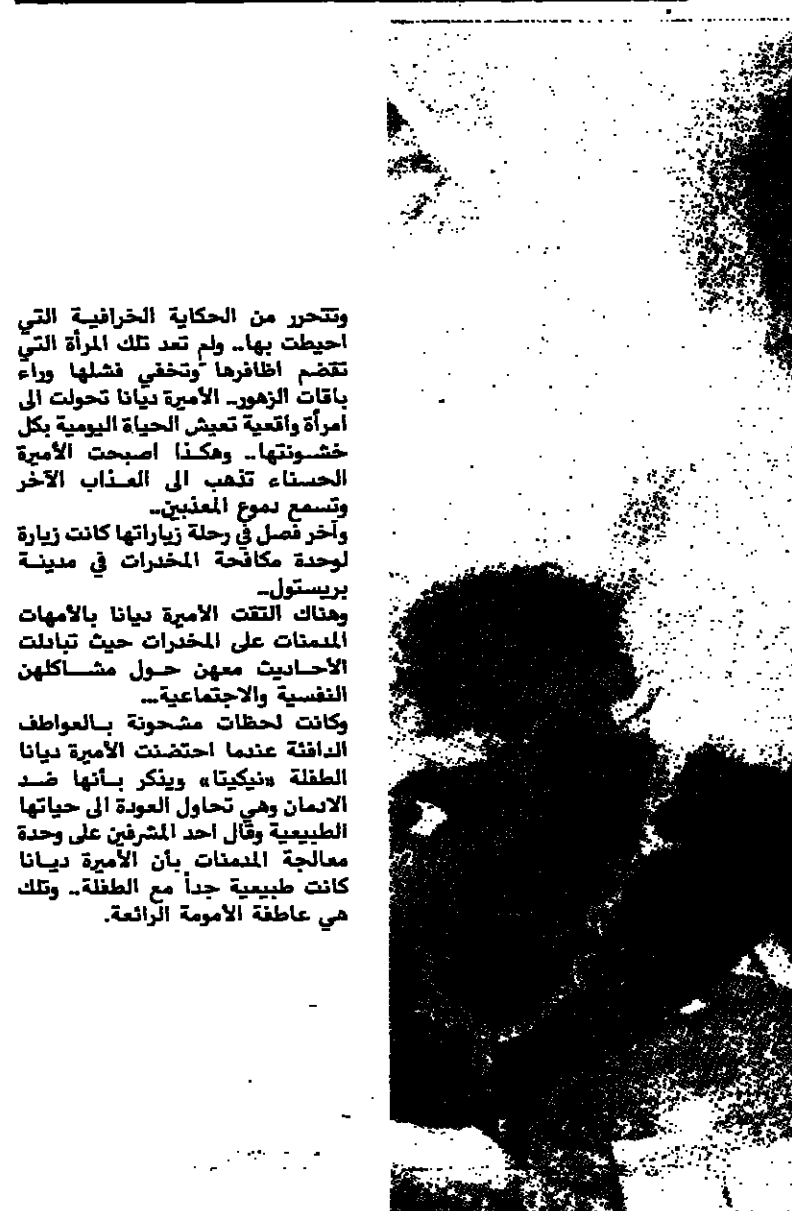 وتتحرر من الحكاية الخرافية التي
احيطت بها.. ولم تعد تلك المرأة التي
تقضم اظافرها وتخفي فشلها وراء
باقات الزهور.. الأميرة ديانا تحولت الى
امرأة واقعية تعيش الحياة اليومية بكل
خشونتها.. وهكذا اصبحت الأميرة
الحسناء تذهب الى العذاب الآخر
وتسمع دموع المعذبين..
وآخر فصل في رحلة زياراتها كانت زيارة
لوحدة مكافحة المخدرات في مدينة
بريستول..
وهناك التقت الأميرة ديانا بالأمهات
المدمنات على المخدرات حيث تبادلت
الأحاديث معهن حول مشاكلهن
النفسية والاجتماعية...
وكانت لحظات مشحونة بالعواطف
الدافئة عندما احتضنت الأميرة ديانا
الطفلة «نيكيتا» ويذكر بأنها ضد
الادمان وهي تحاول العودة الى حياتها
الطبيعية وقال احد المشرفين على وحدة
معالجة المدمنات بأن الأميرة ديانا
كانت طبيعية جداً مع الطفلة.. وتلك
هي عاطفة الأمومة الرائعة.